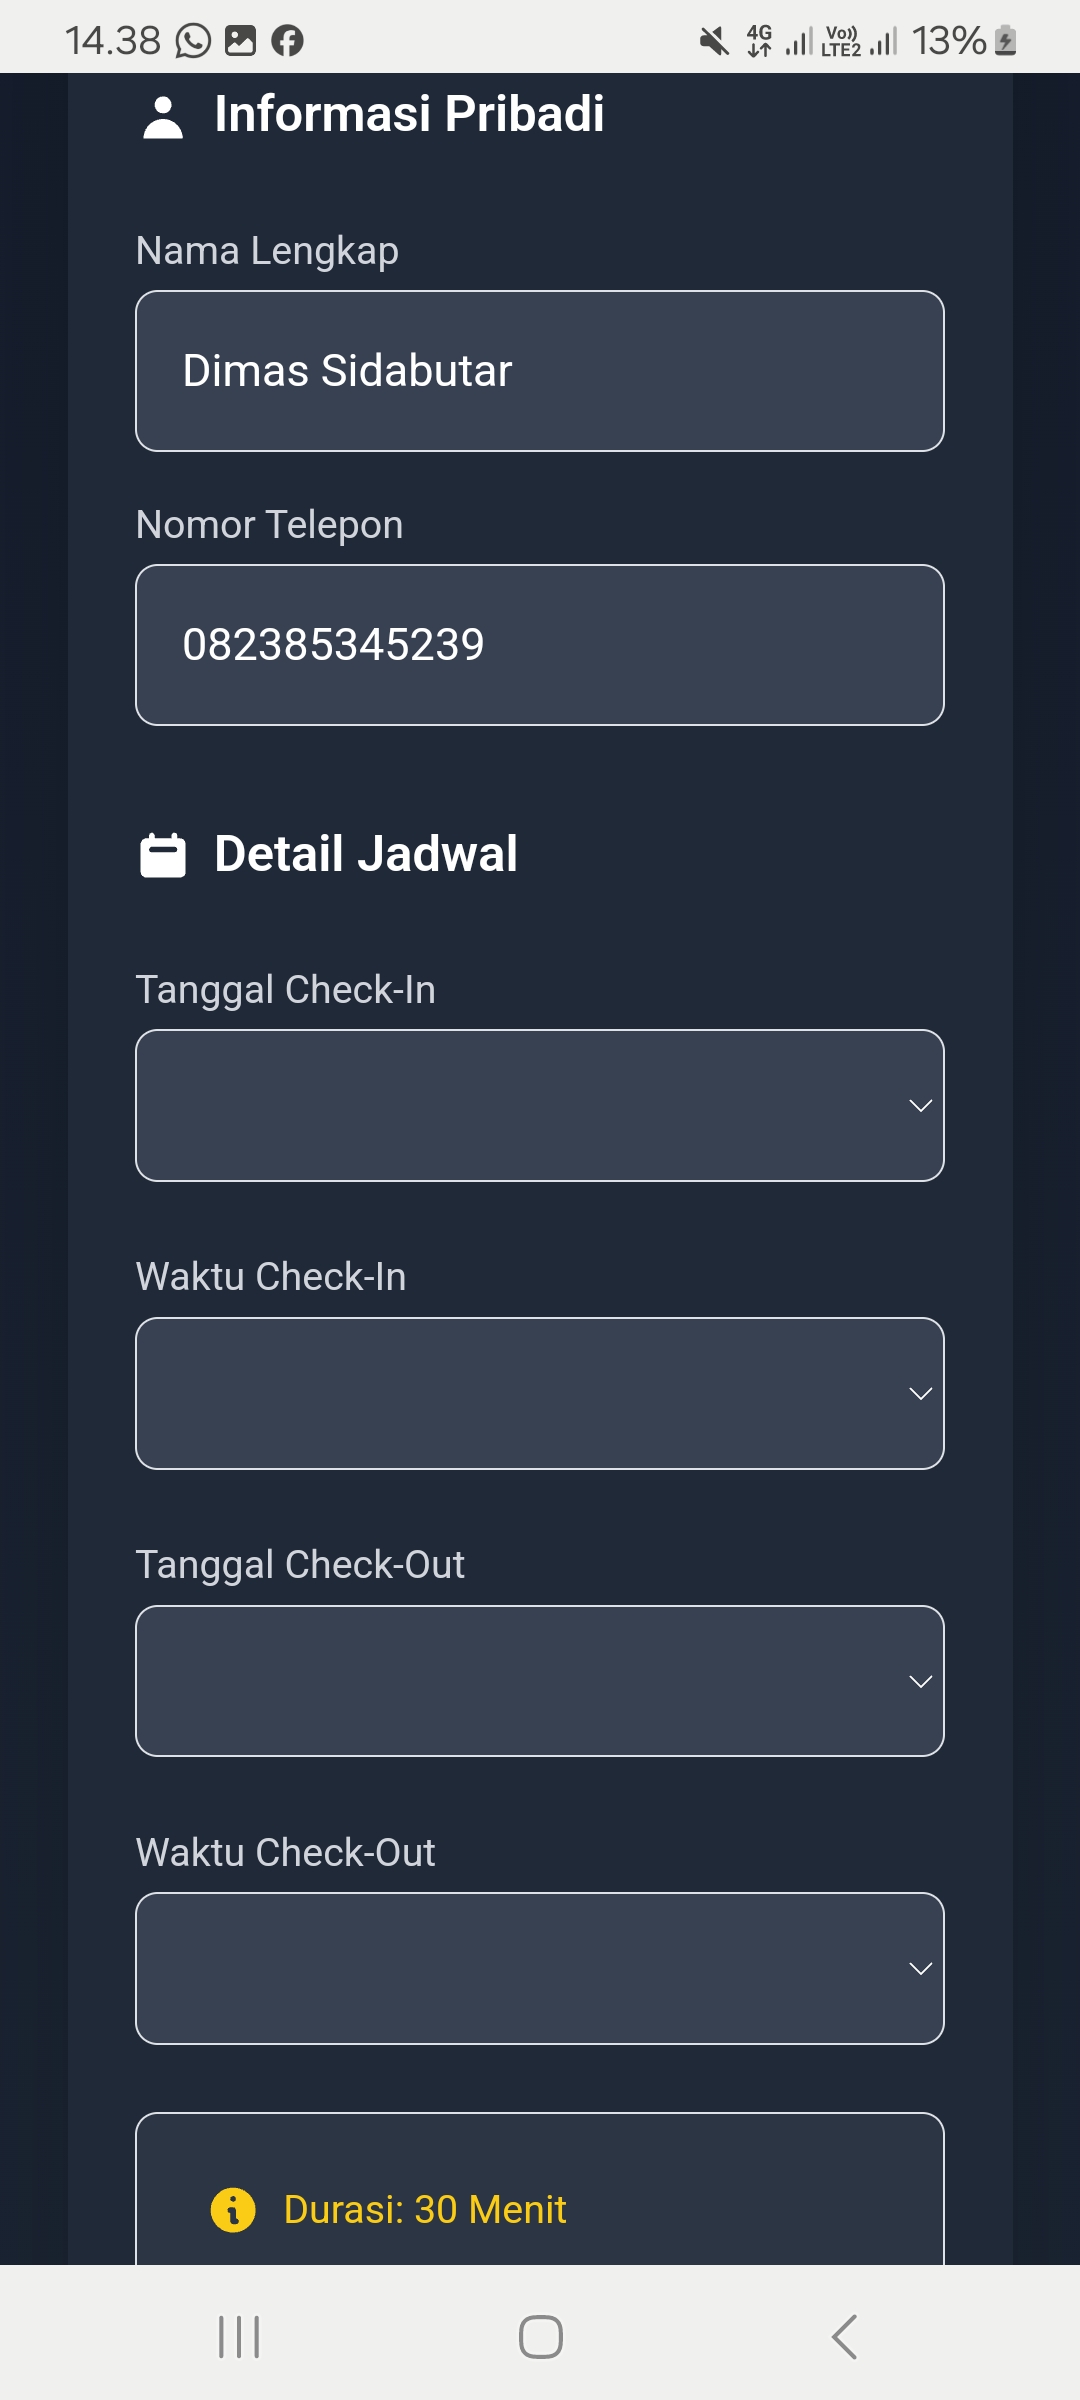 14.38
4G
Vo))
LTE2
13%
Informasi Pribadi
Nama Lengkap
Dimas Sidabutar
Nomor Telepon
082385345239
Detail Jadwal
Tanggal Check-In
Waktu Check-In
Tanggal Check-Out
Waktu Check-Out
Durasi: 30 Menit